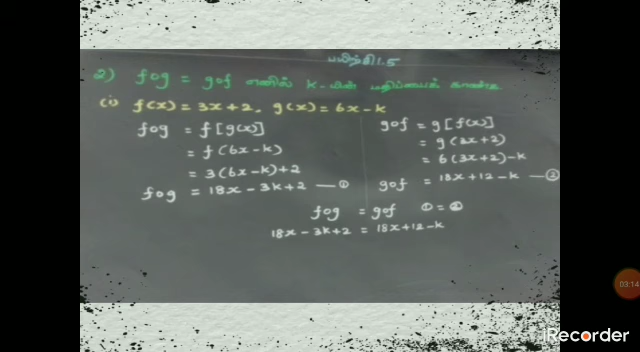 பயிற்சி 1.5
2) fog = gof எனில் k-யின் மதிப்பைக் காண்க.
(i) f(x) = 3x+2, g(x) = 6x-k
fog = f[g(x)]
= f(6x-k)
= 3(6x-k)+2
fog = 18x - 3k+2 —①
gof = g[f(x)]
= g(3x+2)
= 6(3x+2)-k
gof = 18x+12-k —②
fog = gof ①=②
18x - 3k+2 = 18x+12-k
03:14
iRecorder